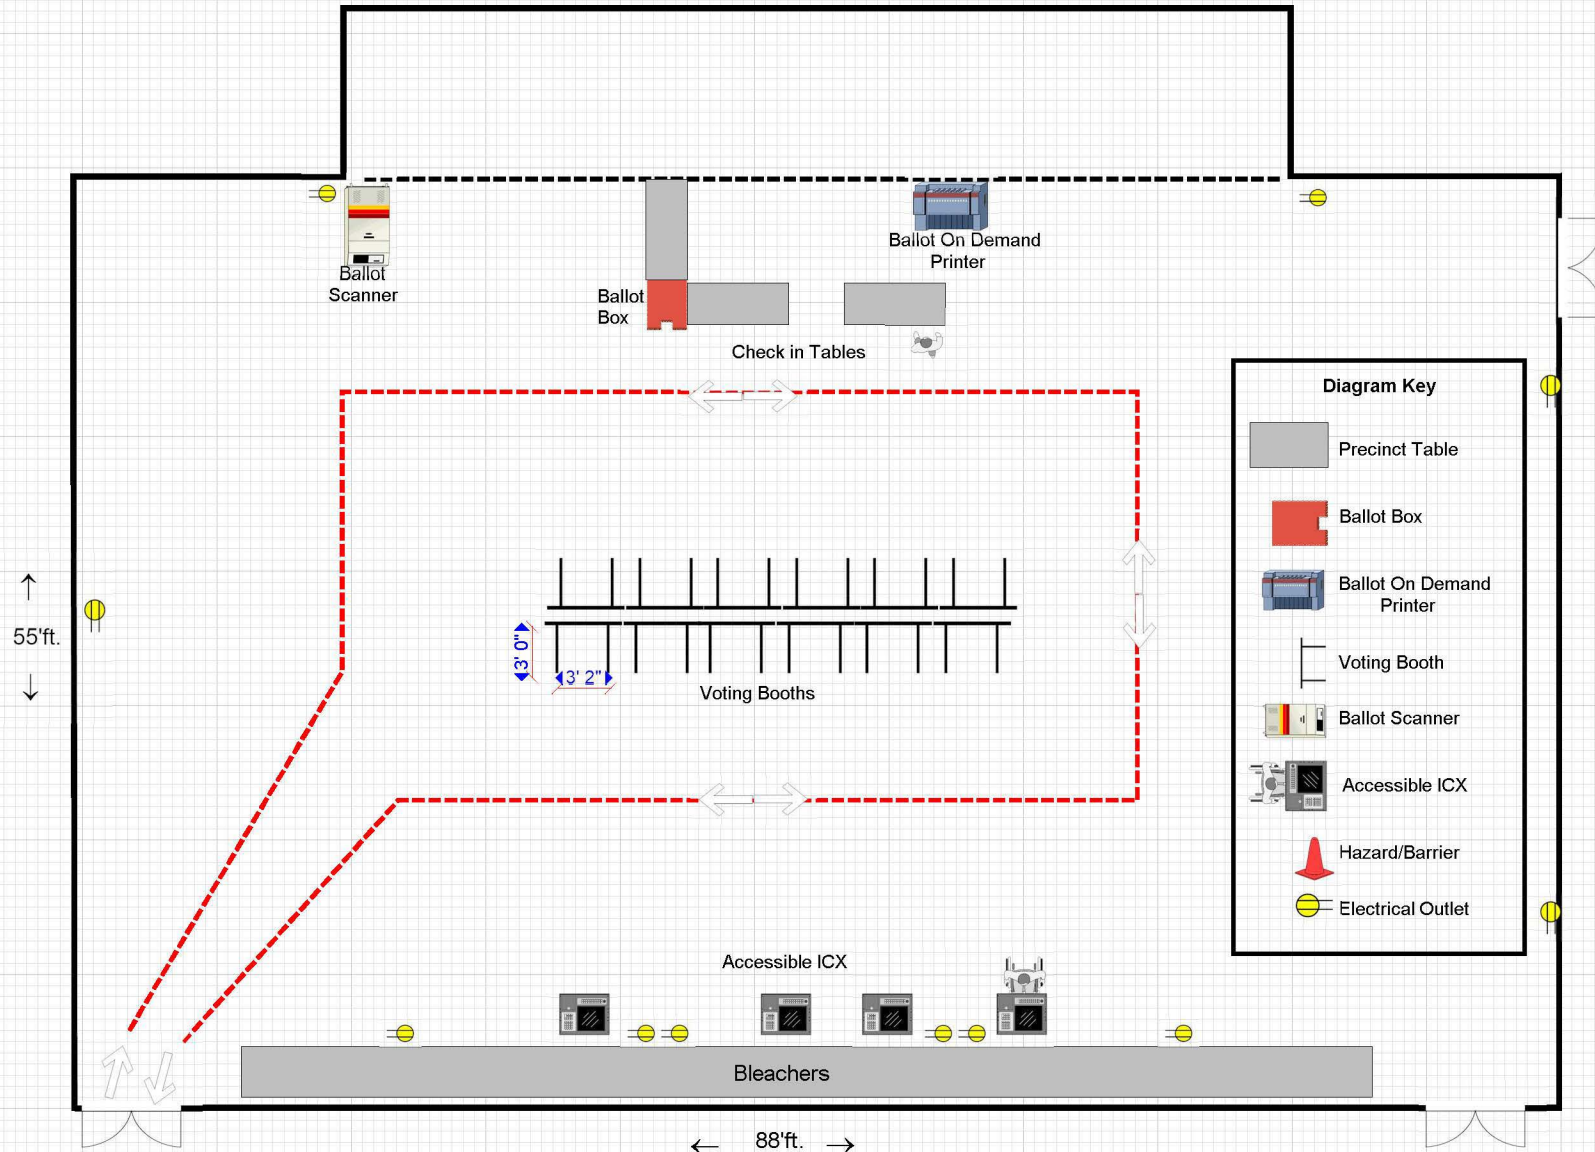 Ballot
Scanner
Ballot On Demand
Printer
Ballot
Box
Check in Tables
Diagram Key
Precinct Table
Ballot Box
Ballot On Demand
Printer
Voting Booth
Ballot Scanner
Accessible ICX
Hazard/Barrier
Electrical Outlet
55'ft.
3' 0"
3' 2"
Voting Booths
Accessible ICX
Bleachers
88'ft.